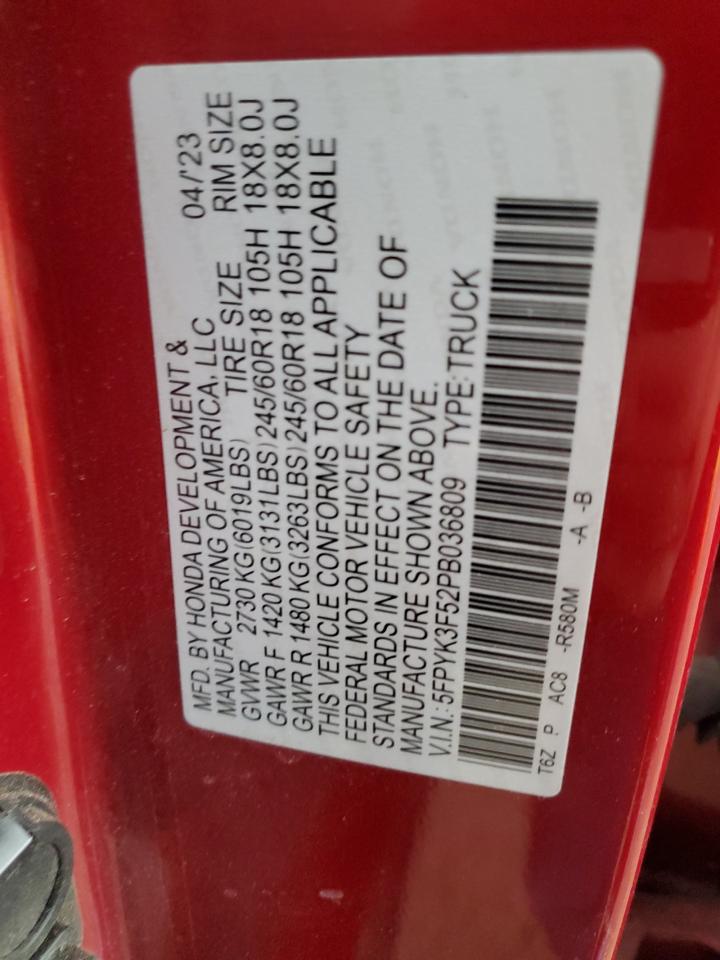 MFD. BY HONDA DEVELOPMENT &
MANUFACTURING OF AMERICA, LLC 04/'23
GVWR 2730 KG(6019LBS) TIRE SIZE RIM SIZE
GAWR F 1420 KG(3131LBS) 245/60R18 105H 18X8.0J
GAWR R 1480 KG(3263LBS) 245/60R18 105H 18X8.0J
THIS VEHICLE CONFORMS TO ALL APPLICABLE
FEDERAL MOTOR VEHICLE SAFETY
STANDARDS IN EFFECT ON THE DATE OF
MANUFACTURE SHOWN ABOVE.
V.I.N.: 5FPYK3F52PB036809 TYPE: TRUCK
T6Z P AC8 -R580M -A -B